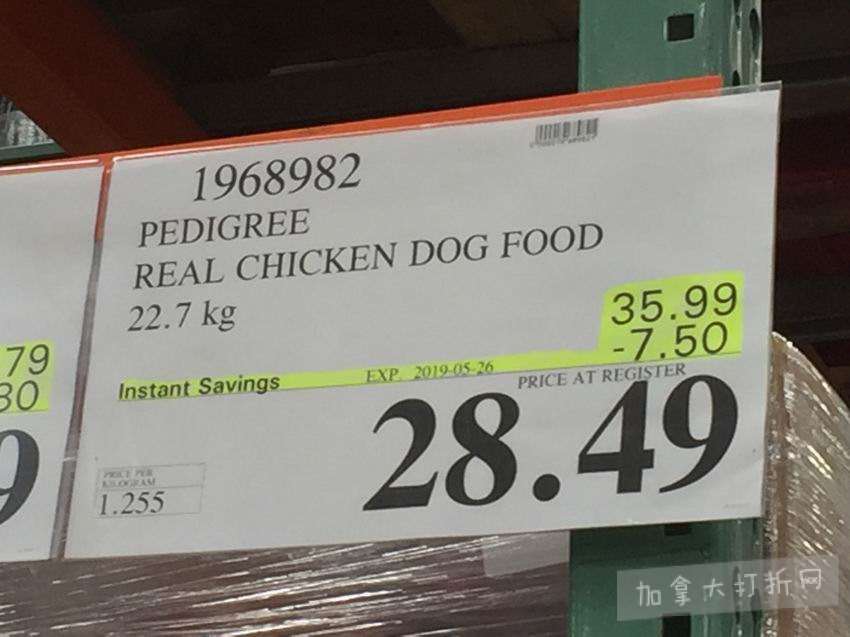 1968982
PEDIGREE
REAL CHICKEN DOG FOOD
22.7 kg
35.99
-7.50
Instant Savings EXP. 2019-05-26
PRICE AT REGISTER
28.49
PRICE PER
KILOGRAM
1.255
.79
30
9
加拿大打折网